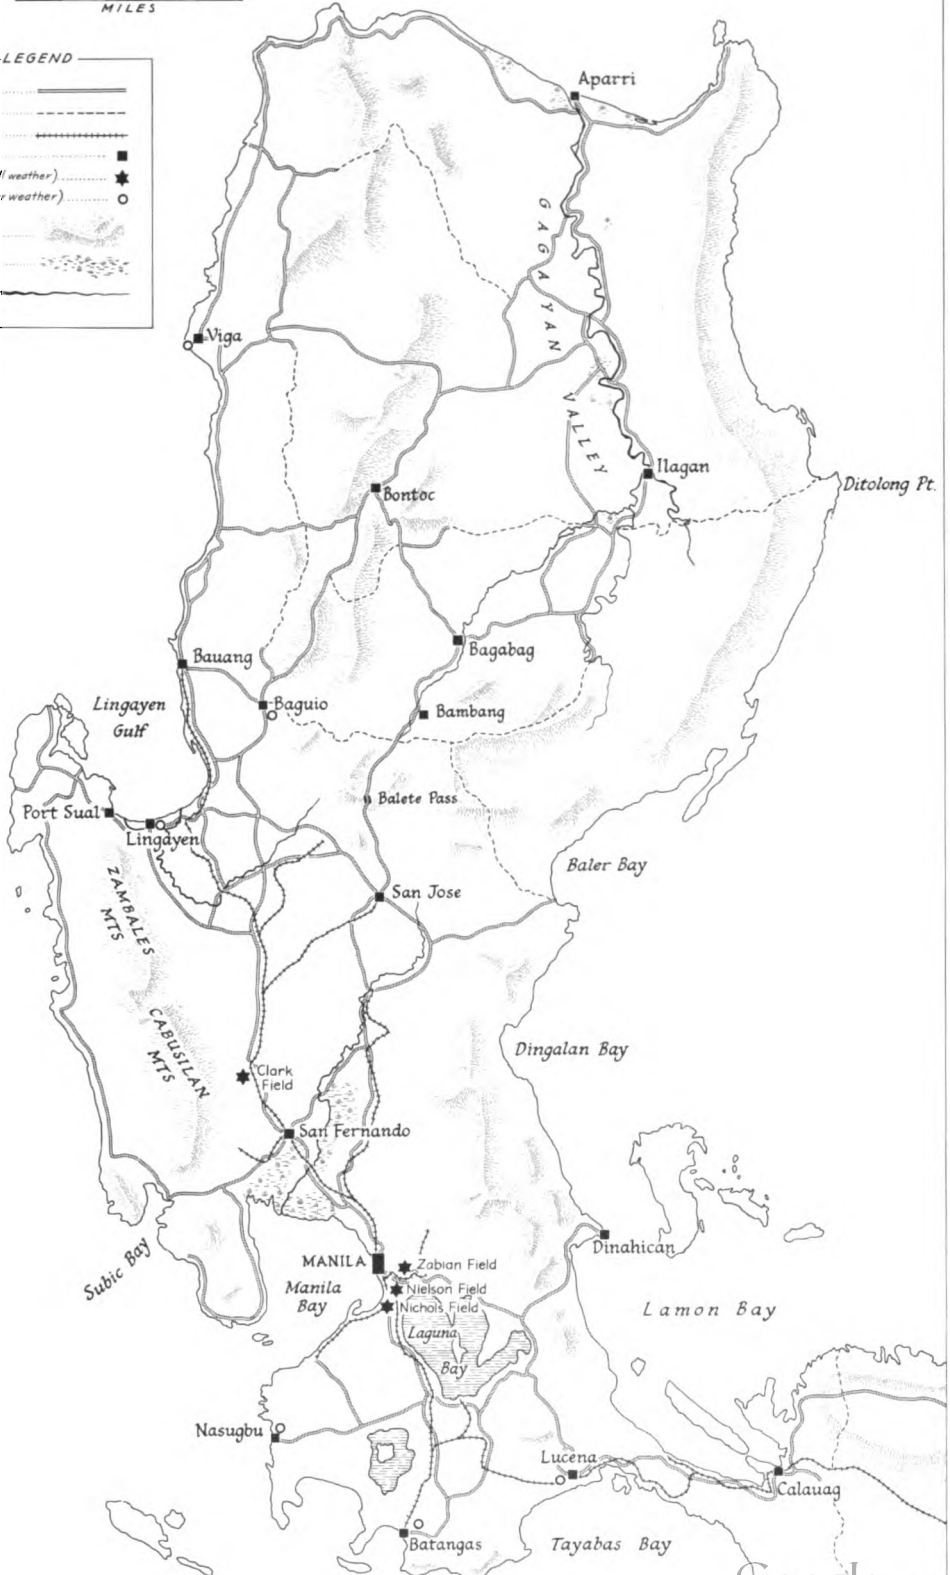 MILES
LEGEND
weather)
weather)
Aparri
GAGAYAN
VALLEY
Viga
Ilagan
Ditolong Pt.
Bontoc
Bagabag
Bauang
Lingayen
Gulf
Baguio
Bambang
Port Sual
Balete Pass
Lingayen
Baler Bay
San Jose
ZAMBALES
MTS
CABUSILAN
MTS
Dingalan Bay
Clark
Field
San Fernando
Dinahican
Subic Bay
MANILA
Zabian Field
Manila
Bay
Nielson Field
Nichols Field
Lamon Bay
Laguna
Bay
Nasugbu
Lucena
Calauag
Batangas
Tayabas Bay